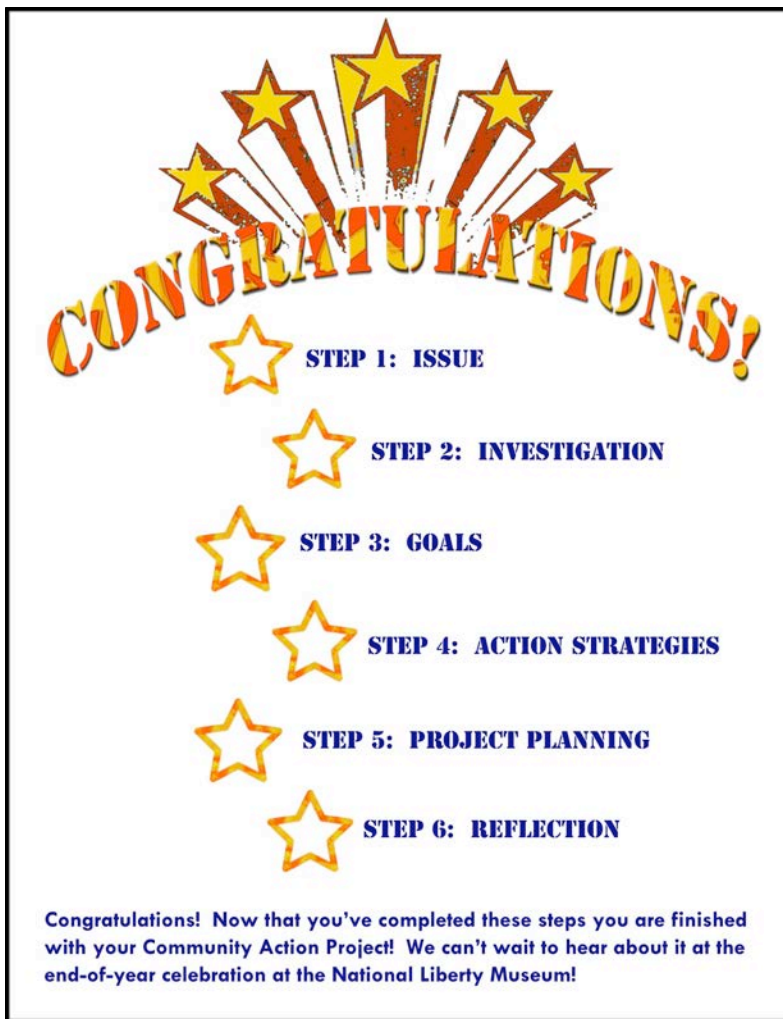 CONGRATULATIONS!
STEP 1: ISSUE
STEP 2: INVESTIGATION
STEP 3: GOALS
STEP 4: ACTION STRATEGIES
STEP 5: PROJECT PLANNING
STEP 6: REFLECTION
Congratulations! Now that you've completed these steps you are finished
with your Community Action Project! We can't wait to hear about it at the
end-of-year celebration at the National Liberty Museum!